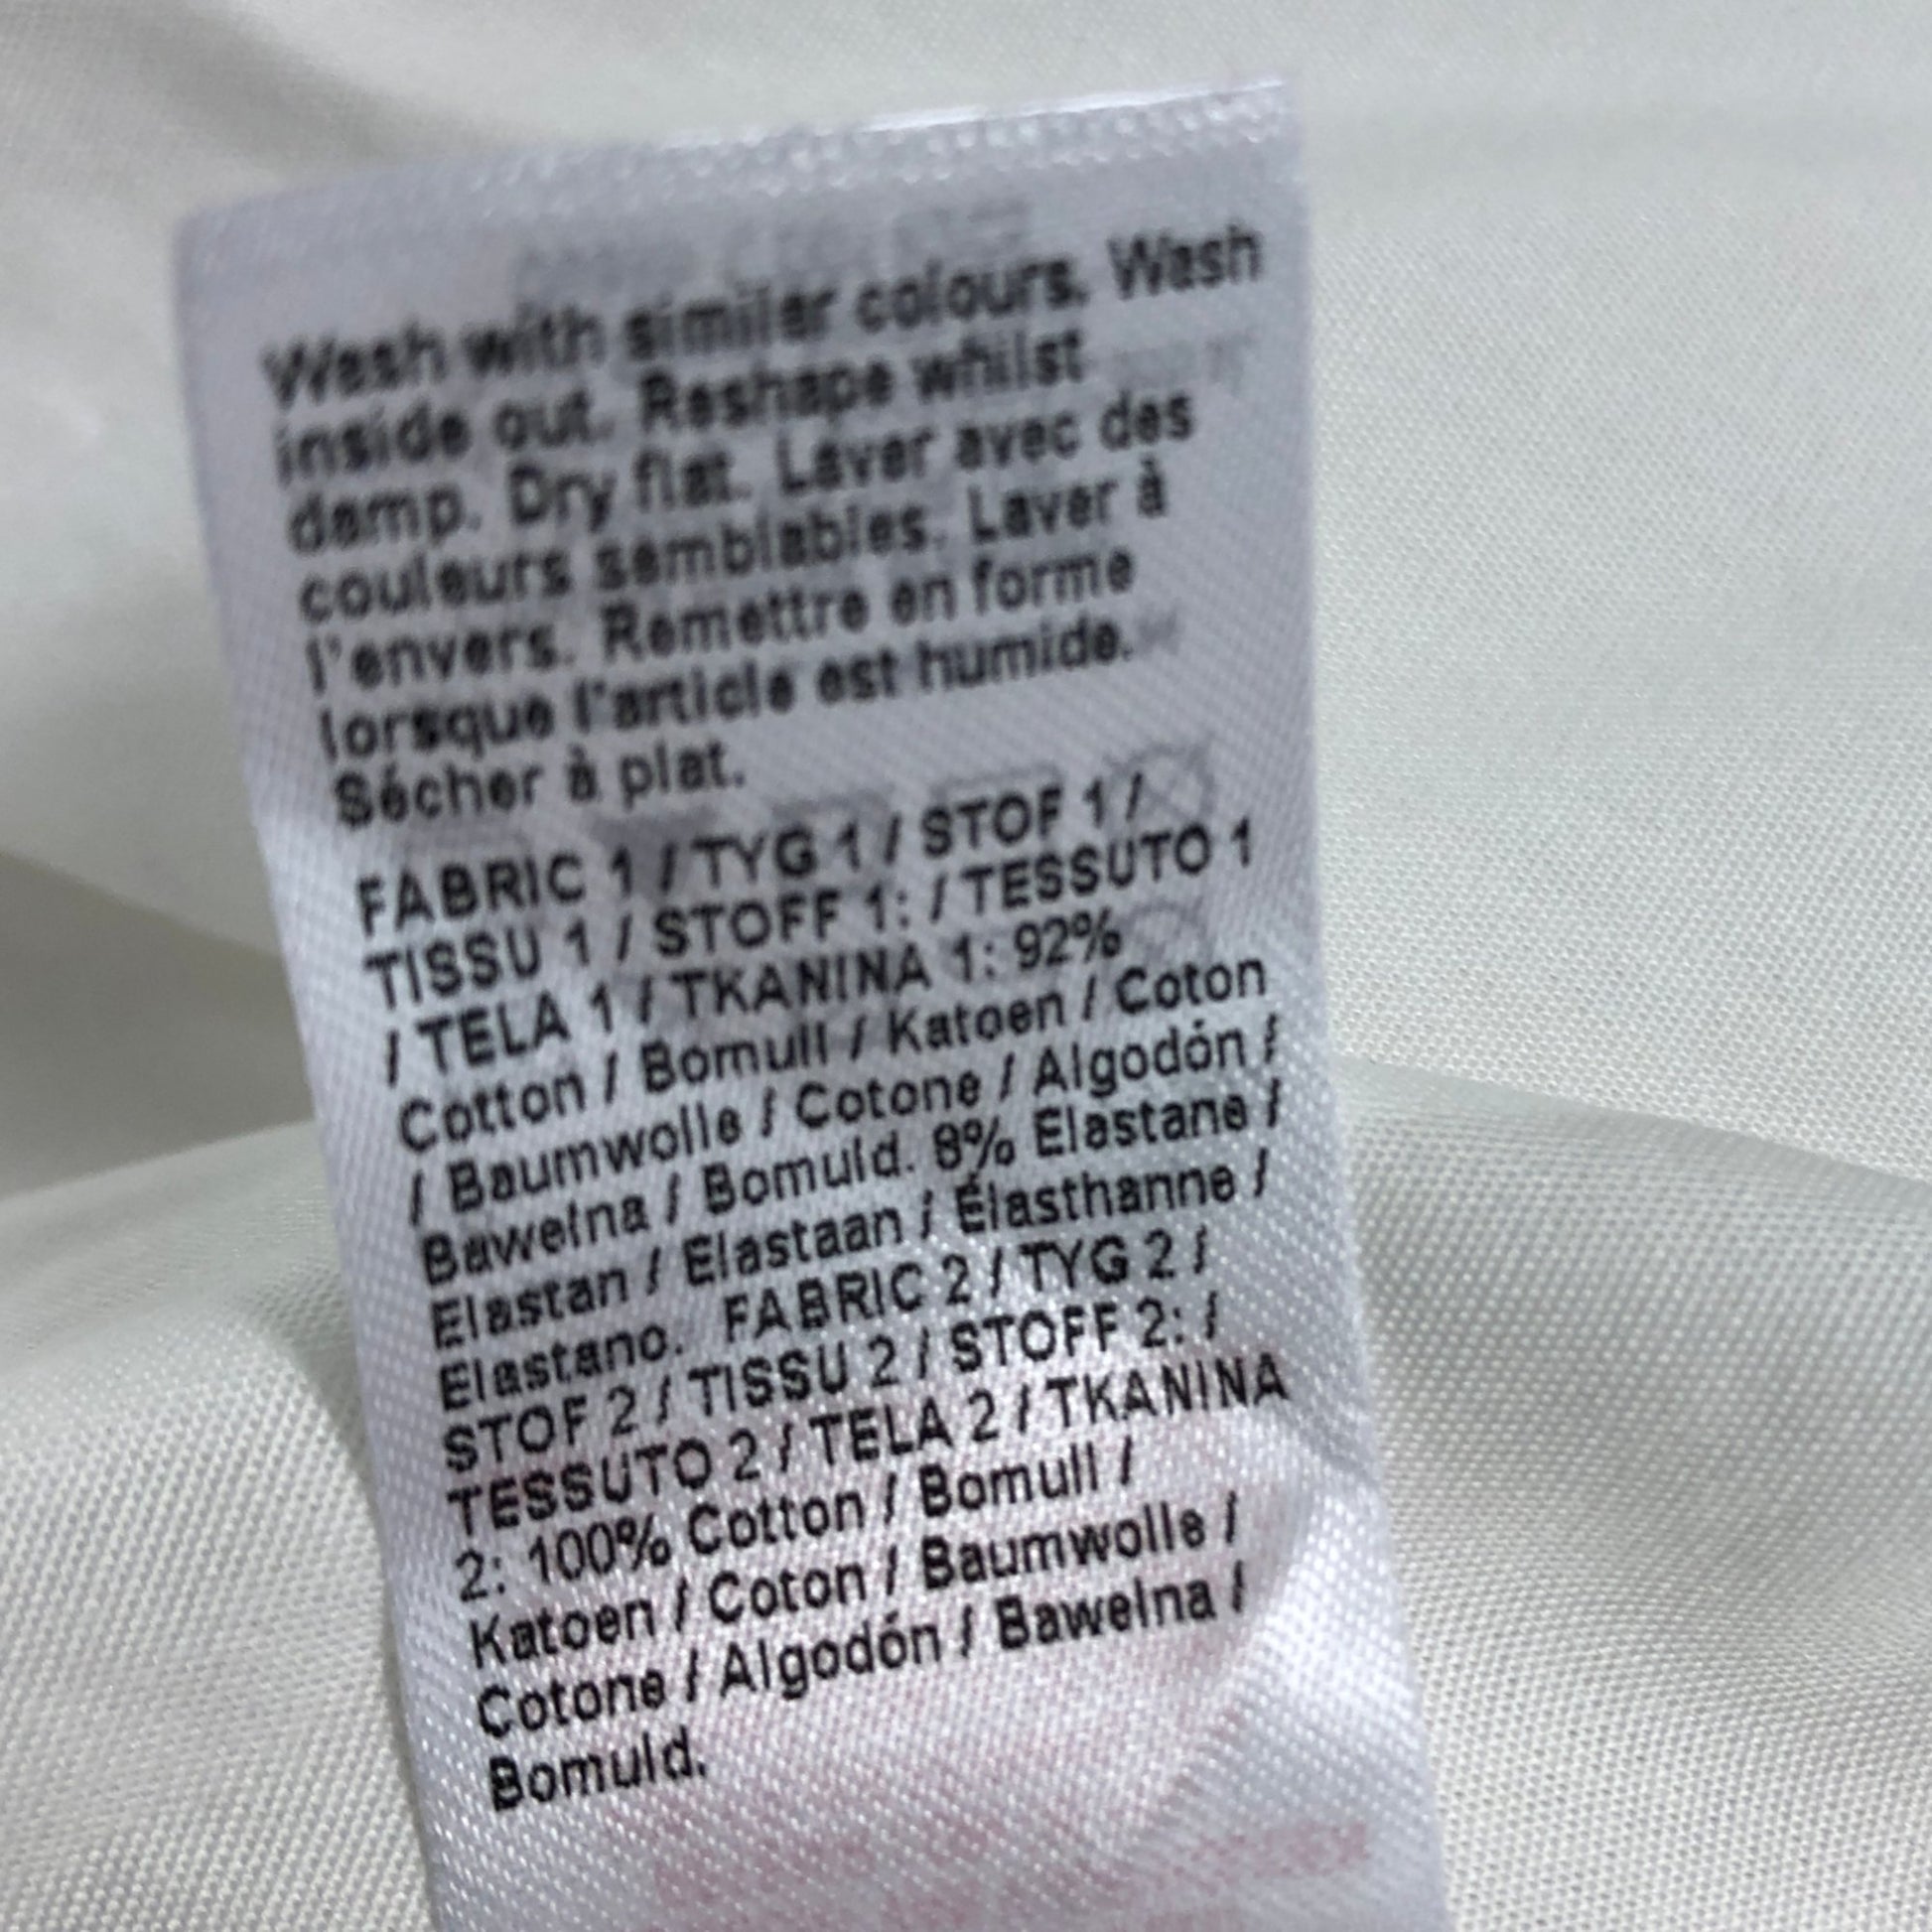 Wash with similar colours. Wash
inside out. Reshape whilst
damp. Dry flat. Laver avec des
couleurs semblables. Laver à
l'envers. Remettre en forme
lorsque l'article est humide.
Sécher à plat.
FABRIC 1 / TYG 1 / STOF 1 /
TISSU 1 / STOFF 1: / TESSUTO 1
/ TELA 1 / TKANINA 1: 92%
Cotton / Bomull / Katoen / Coton
/ Baumwolle / Cotone / Algodón /
Bawełna / Bomuld. 8% Elastane /
Elastan / Elastaan / Élasthanne /
Elastano. FABRIC 2 / TYG 2 /
STOF 2 / TISSU 2 / STOFF 2: /
TESSUTO 2 / TELA 2 / TKANINA
2: 100% Cotton / Bomull /
Katoen / Coton / Baumwolle /
Cotone / Algodón / Bawełna /
Bomuld.